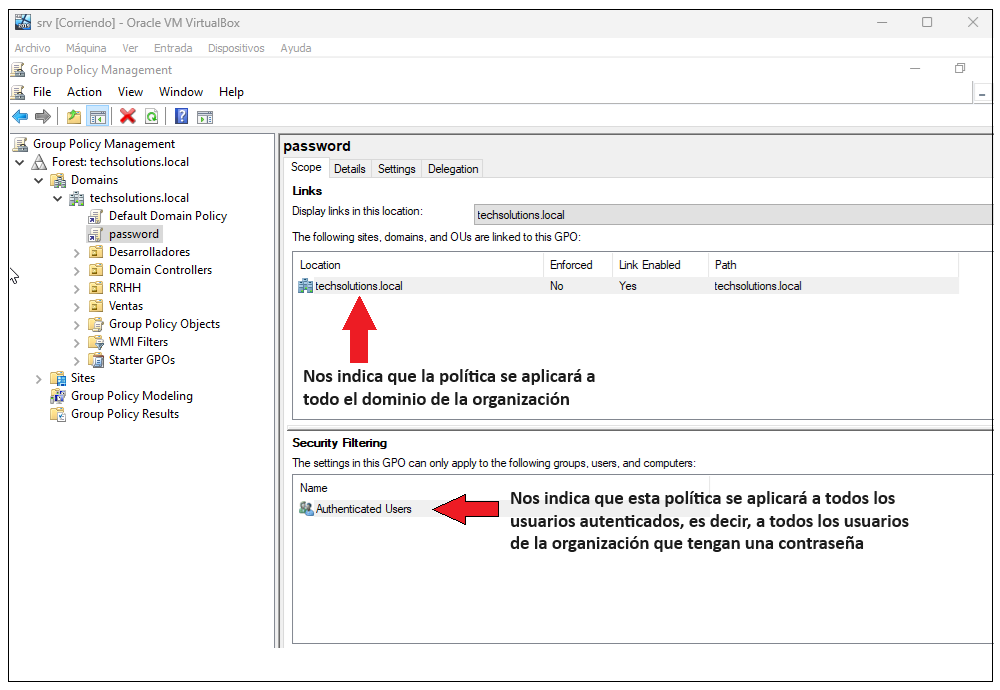 srv [Corriendo] - Oracle VM VirtualBox
Archivo Máquina Ver Entrada Dispositivos Ayuda
Group Policy Management
File Action View Window Help
Group Policy Management
Forest: techsolutions.local
Domains
techsolutions.local
Default Domain Policy
password
Desarrolladores
Domain Controllers
RRHH
Ventas
Group Policy Objects
WMI Filters
Starter GPOs
Sites
Group Policy Modeling
Group Policy Results
password
Scope Details Settings Delegation
Links
Display links in this location: techsolutions.local
The following sites, domains, and OUs are linked to this GPO:
Location Enforced Link Enabled Path
techsolutions.local No Yes techsolutions.local
Nos indica que la política se aplicará a
todo el dominio de la organización
Security Filtering
The settings in this GPO can only apply to the following groups, users, and computers:
Name
Authenticated Users
Nos indica que esta política se aplicará a todos los
usuarios autenticados, es decir, a todos los usuarios
de la organización que tengan una contraseña